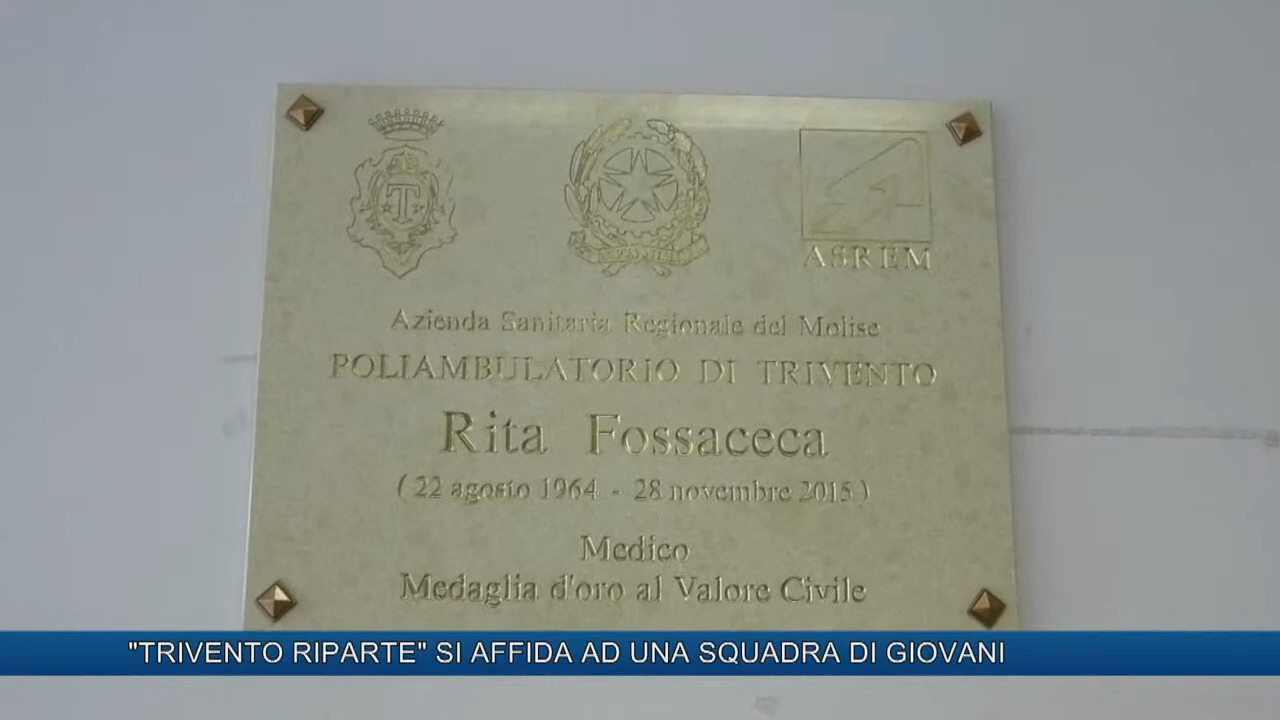 T
ASREM
Azienda Sanitaria Regionale del Molise
POLIAMBULATORIO DI TRIVENTO
Rita Fossaceca
( 22 agosto 1964 - 28 novembre 2015 )
Medico
Medaglia d'oro al Valore Civile
"TRIVENTO RIPARTE" SI AFFIDA AD UNA SQUADRA DI GIOVANI